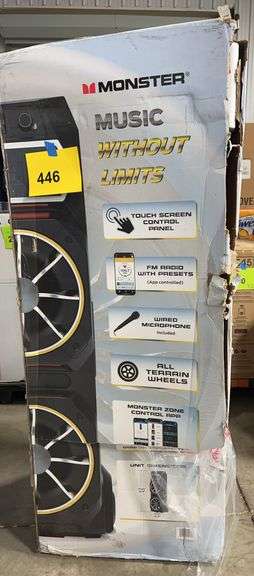 MONSTER
MUSIC
WITHOUT
LIMITS
446
TOUCH SCREEN
CONTROL
PANEL
FM RADIO
WITH PRESETS
(App controlled)
WIRED
MICROPHONE
Included
ALL
TERRAIN
WHEELS
MONSTER ZONE
CONTROL APP
UNIT DIMENSIONS